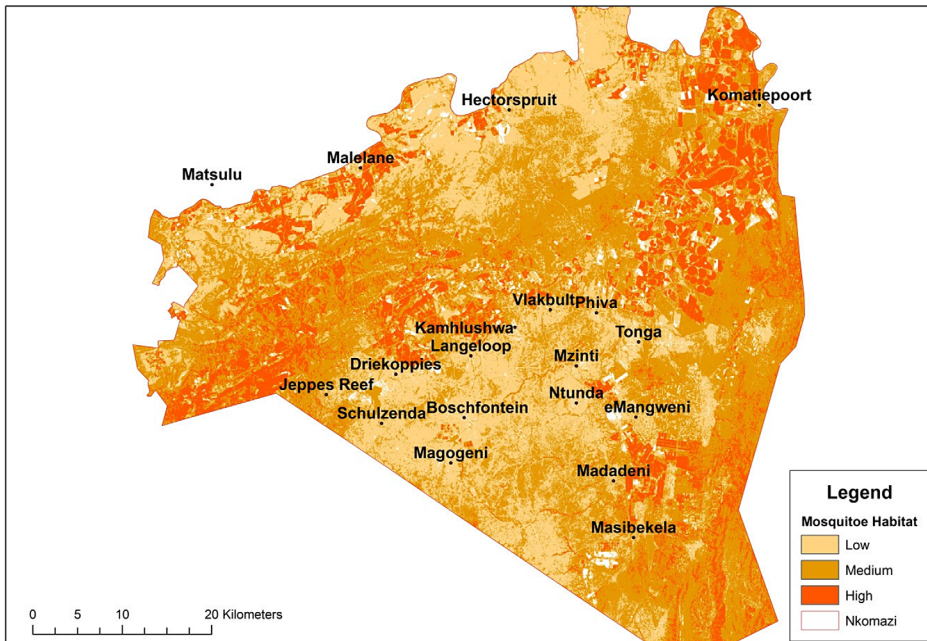 Hectorspruit
Komatiepoort
Malelane
Matsulu
Vlakbult
Phiva
Kamhlushwa
Tonga
Langeloop
Mzinti
Driekoppies
Jeppes Reef
Ntunda
Schulzenda
Boschfontein
eMangweni
Magogeni
Madadeni
Masibekela
Legend
Mosquitoe Habitat
Low
Medium
High
Nkomazi
0 5 10 20 Kilometers